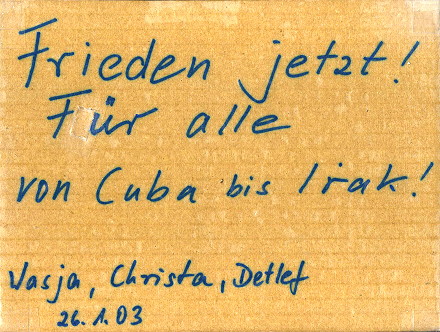 Frieden jetzt!
Für alle
von Cuba bis Irak!
Vasja, Christa, Detlef
26.1.03